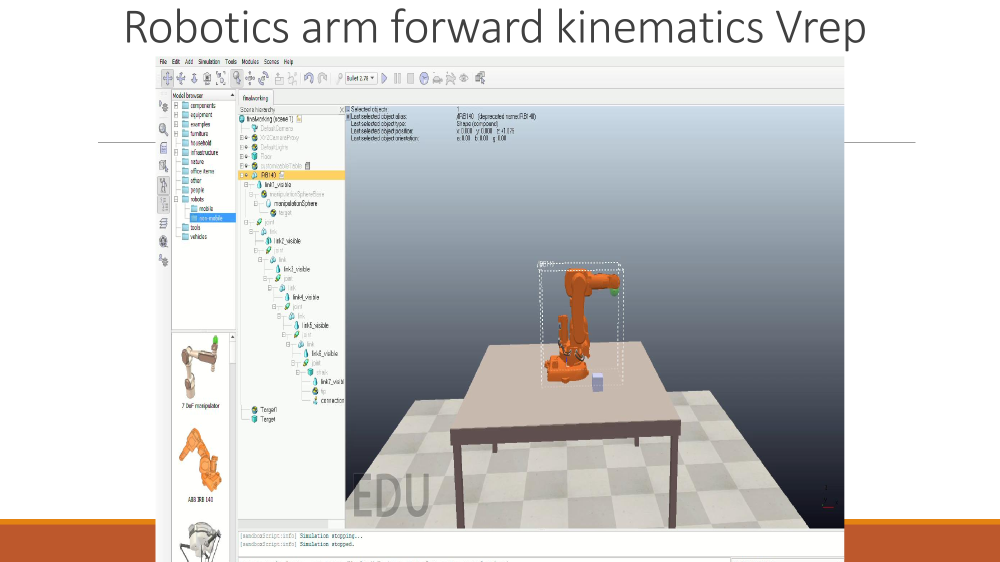 Robotics arm forward kinematics Vrep
File Edit Add Simulation Tools Modules Scenes Help
Bullet 2.78
Model browser
components
equipment
examples
furniture
household
infrastructure
nature
office items
other
people
robots
mobile
non-mobile
tools
vehicles
7 DoF manipulator
ABB IRB 140
finalworking
Scene hierarchy
finalworking (scene 1)
DefaultCamera
XYZCameraProxy
DefaultLights
Floor
customizableTable
IRB140
link1_visible
manipulationSphereBase
manipulationSphere
target
joint
link
link2_visible
joint
link
link3_visible
joint
link
link4_visible
joint
link
link5_visible
joint
link
link6_visible
joint
shaik
link7_visibl
tip
connection
Target1
Target
Selected objects: 1
Last selected object alias: /IRB140 (deprecated name:IRB140)
Last selected object type: Shape (compound)
Last selected object position: x: 0.000 y: 0.000 z: +1.075
Last selected object orientation: a: 0.00 b: 0.00 g: 0.00
/IRB140
EDU
z
y
x
[sandboxScript:info] Simulation stopping...
[sandboxScript:info] Simulation stopped.